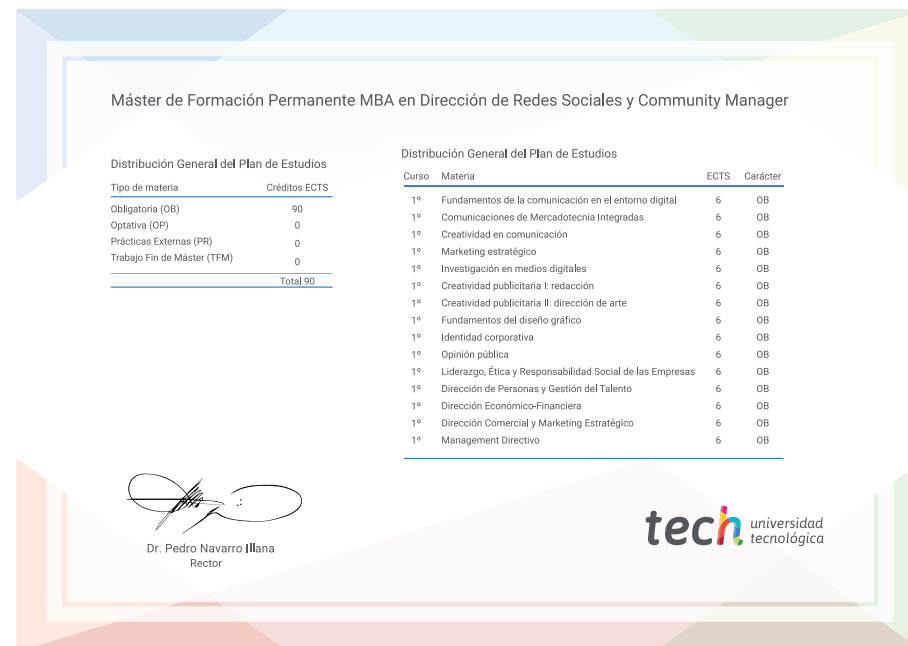 Máster de Formación Permanente MBA en Dirección de Redes Sociales y Community Manager
Distribución General del Plan de Estudios
Tipo de materia Créditos ECTS
Obligatoria (OB) 90
Optativa (OP) 0
Prácticas Externas (PR) 0
Trabajo Fin de Máster (TFM) 0
Total 90
Distribución General del Plan de Estudios
Curso Materia ECTS Carácter
1º Fundamentos de la comunicación en el entorno digital 6 OB
1º Comunicaciones de Mercadotecnia Integradas 6 OB
1º Creatividad en comunicación 6 OB
1º Marketing estratégico 6 OB
1º Investigación en medios digitales 6 OB
1º Creatividad publicitaria I: redacción 6 OB
1º Creatividad publicitaria II: dirección de arte 6 OB
1º Fundamentos del diseño gráfico 6 OB
1º Identidad corporativa 6 OB
1º Opinión pública 6 OB
1º Liderazgo, Ética y Responsabilidad Social de las Empresas 6 OB
1º Dirección de Personas y Gestión del Talento 6 OB
1º Dirección Económico-Financiera 6 OB
1º Dirección Comercial y Marketing Estratégico 6 OB
1º Management Directivo 6 OB
Dr. Pedro Navarro Illana
Rector
tech universidad
tecnológica